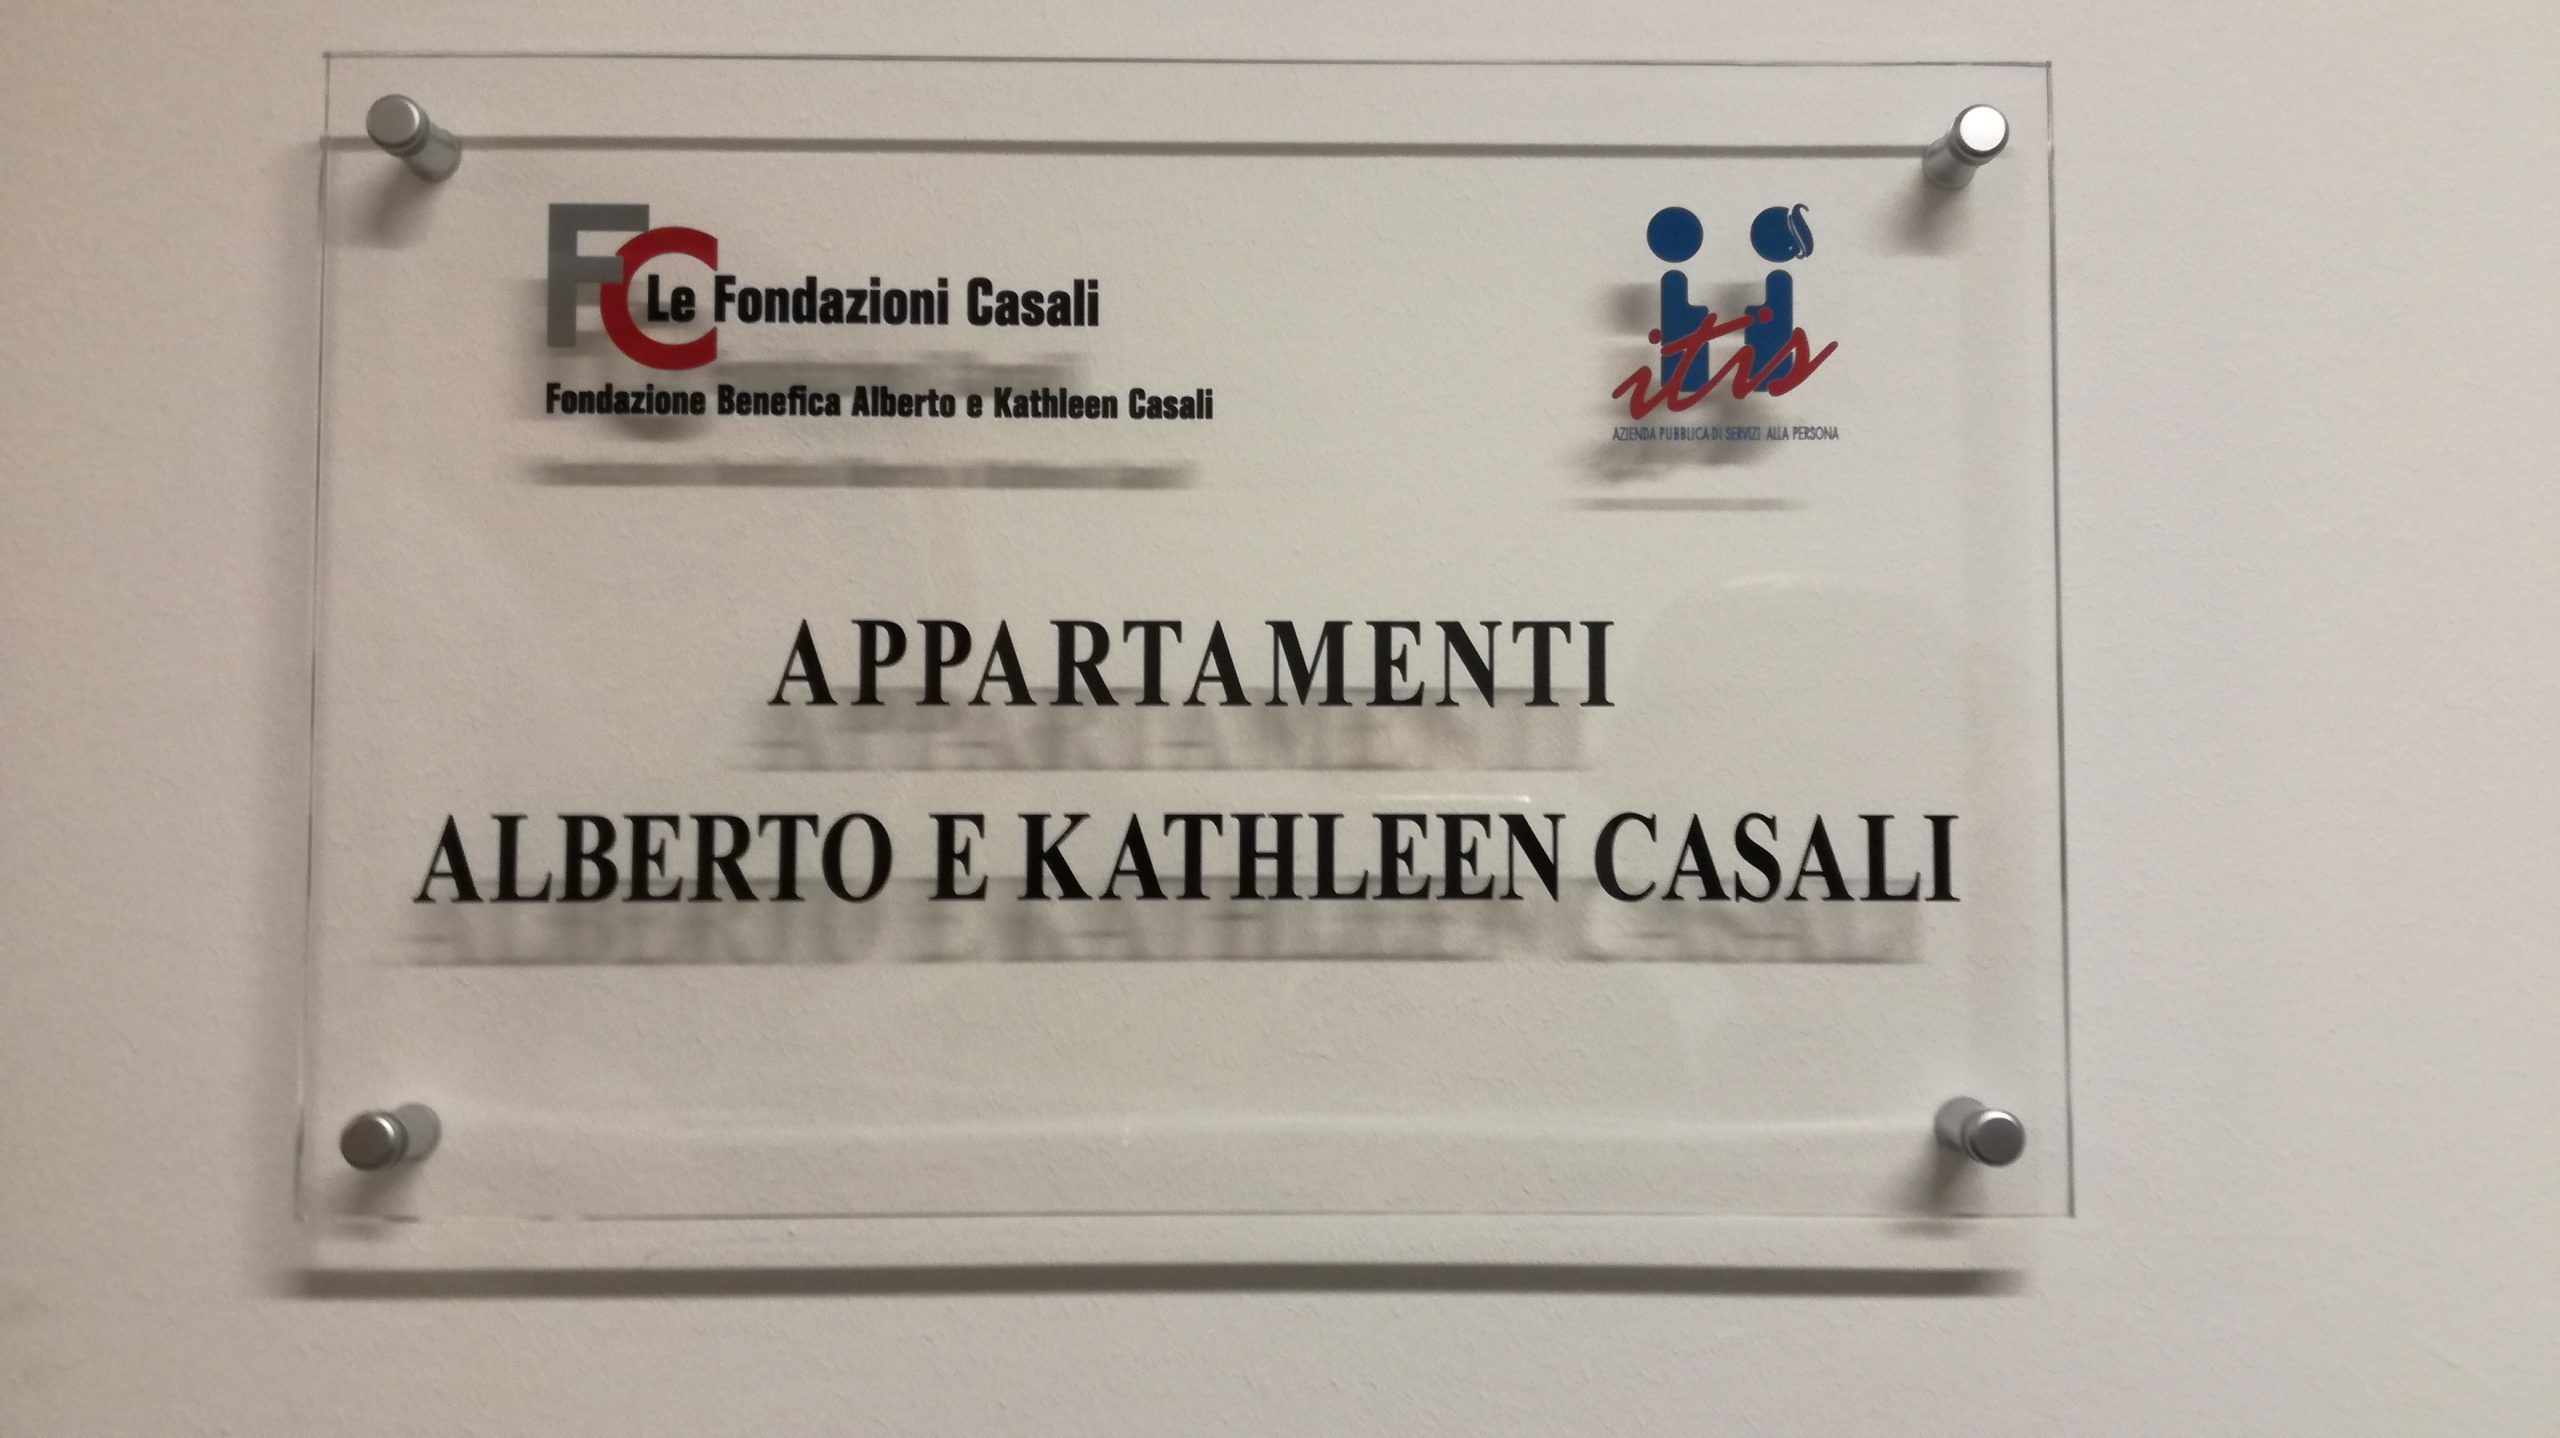 FC Le Fondazioni Casali
Fondazione Benefica Alberto e Kathleen Casali
itis
AZIENDA PUBBLICA DI SERVIZI ALLA PERSONA
APPARTAMENTI
ALBERTO E KATHLEEN CASALI